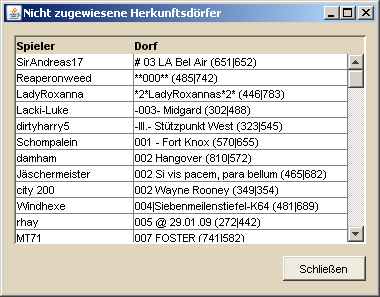 Nicht zugewiesene Herkunftsdörfer
Spieler Dorf
SirAndreas17 # 03 LA Bel Air (651|652)
Reaperonweed **000** (485|742)
LadyRoxanna *2*LadyRoxannas*2* (446|783)
Lacki-Luke -003- Midgard (302|488)
dirtyharry5 -III.- Stützpunkt West (323|545)
Schompalein 001 - Fort Knox (570|655)
damham 002 Hangover (810|572)
Jäschermeister 002 Si vis pacem, para bellum (465|682)
city 200 002 Wayne Rooney (349|354)
Windhexe 004|Siebenmeilenstiefel-K64 (481|689)
rhay 005 @ 29.01.09 (272|442)
MT71 007 FOSTER (741|582)
Schließen